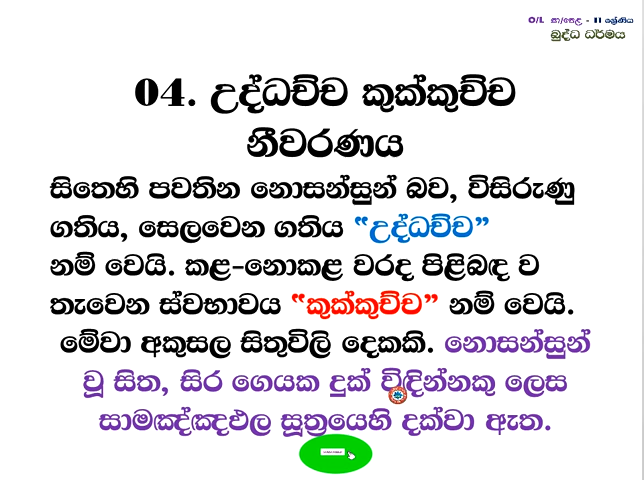 O/L සා/පෙළ - 11 ශ්‍රේණිය
බුද්ධ ධර්මය
04. උද්ධච්ච කුක්කුච්ච
නීවරණය
සිතෙහි පවතින නොසන්සුන් බව, විසිරුණු
ගතිය, සෙලවෙන ගතිය “උද්ධච්ච”
නම් වෙයි. කළ-නොකළ වරද පිළිබඳ ව
තැවෙන ස්වභාවය “කුක්කුච්ච” නම් වෙයි.
මේවා අකුසල සිතුවිලි දෙකකි. නොසන්සුන්
වූ සිත, සිර ගෙයක දුක් විඳින්නකු ලෙස
සාමඤ්ඤඵල සූත්‍රයෙහි දක්වා ඇත.